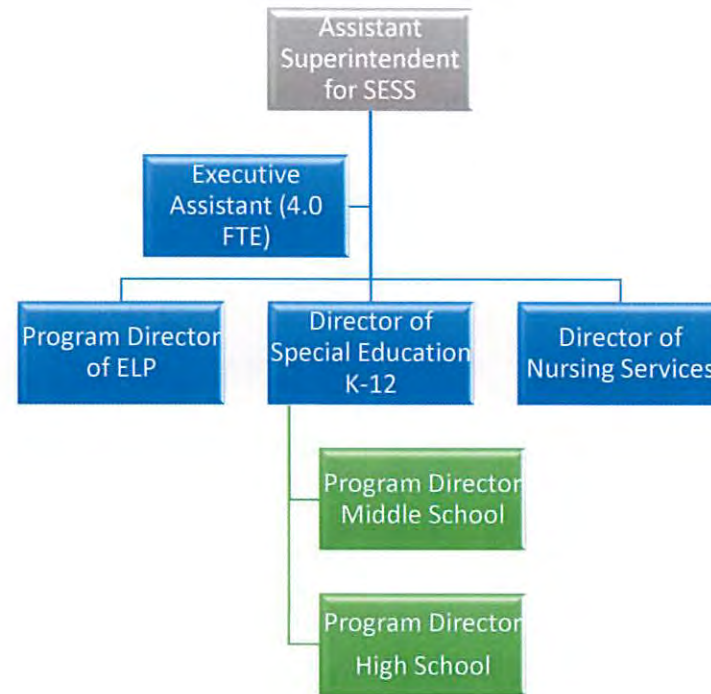 Assistant
Superintendent
for SESS
Executive
Assistant (4.0
FTE)
Program Director
of ELP
Director of
Special Education
K-12
Director of
Nursing Services
Program Director
Middle School
Program Director
High School